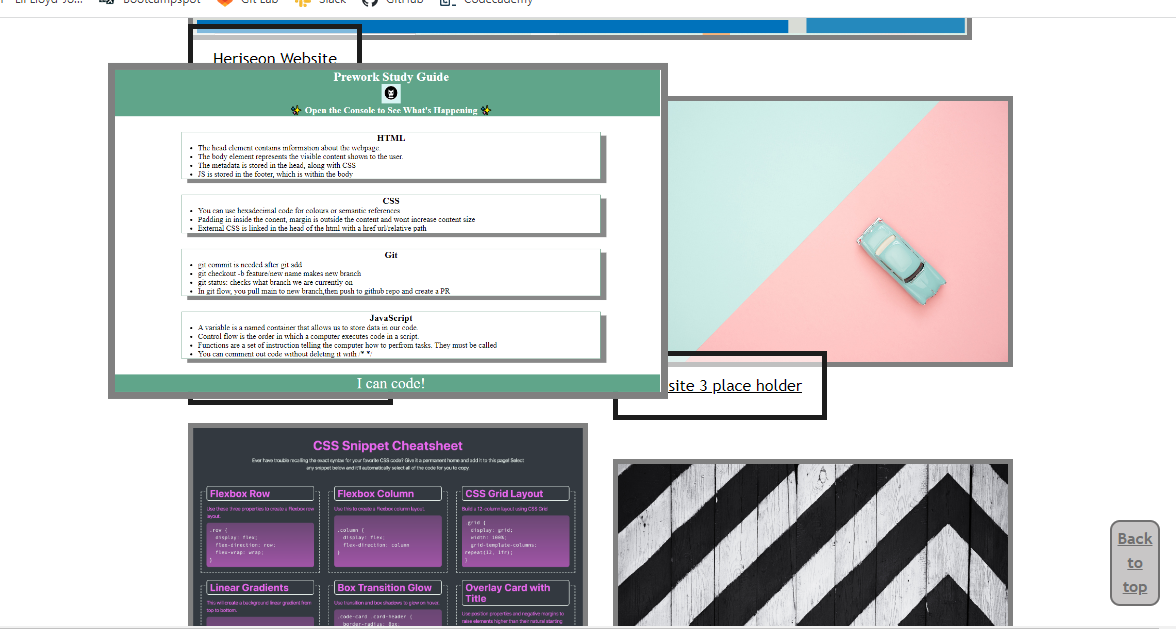 Bootcampspot
Git Lab
Slack
GitHub
Codecademy
Heriseon Website
Prework Study Guide
✨ Open the Console to See What's Happening ✨
HTML
The head element contains information about the webpage.
The body element represents the visible content shown to the user.
The metadata is stored in the head, along with CSS
JS is stored in the footer, which is within the body
CSS
You can use hexadecimal code for colours or semantic references
Padding in inside the conent, margin is outside the content and wont increase content size
External CSS is linked in the head of the html with a href url/relative path
Git
git commit is needed after git add
git checkout -b feature/new name makes new branch
git status: checks what branch we are currently on
In git flow, you pull main to new branch,then push to github repo and create a PR
JavaScript
A variable is a named container that allows us to store data in our code.
Control flow is the order in which a computer executes code in a script.
Functions are a set of instruction telling the computer how to perfrom tasks. They must be called
You can comment out code without deleting it with /* */
I can code!
site 3 place holder
CSS Snippet Cheatsheet
Ever have trouble recalling the exact syntax for your favorite CSS code? Give it a permanent home and add it to this page! Select
any snippet below and it'll automatically select all of the code for you to copy.
Flexbox Row
Use these three properties to create a Flexbox row
layout.
.row {
display: flex;
flex-direction: row;
flex-wrap: wrap;
}
Flexbox Column
Use this to create a Flexbox column layout.
.column {
display: flex;
flex-direction: column
}
CSS Grid Layout
Build a 12-column layout using CSS Grid
grid {
display: grid;
width: 100%;
grid-template-columns:
repeat(12, 1fr);
}
Linear Gradients
This will create a background linear gradient from
top to bottom.
Box Transition Glow
Use transition and box shadows to glow on hover.
.code-card .card-header {
border-radius: 8px;
Overlay Card with
Title
Use position properties and negative margins to
raise elements higher than their natural starting
Back
to
top